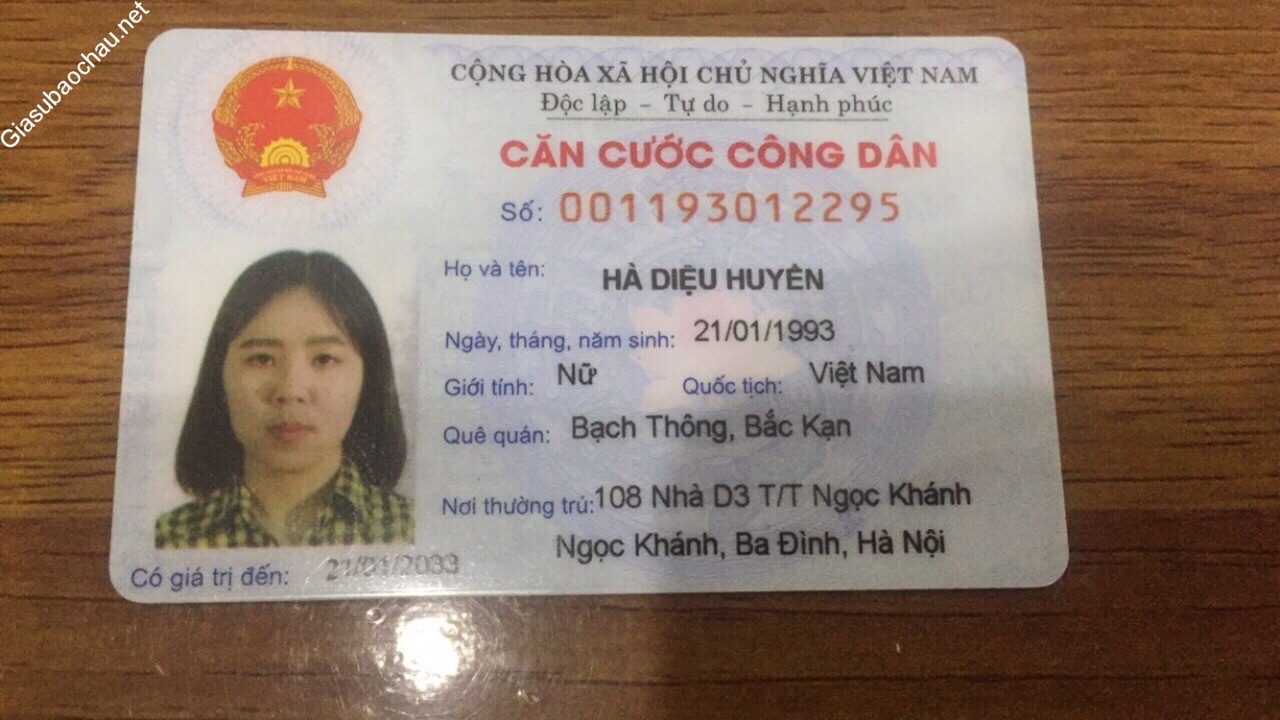 Giasubaochau.net
CỘNG HÒA XÃ HỘI CHỦ NGHĨA VIỆT NAM
Độc lập - Tự do - Hạnh phúc
CĂN CƯỚC CÔNG DÂN
Số: 001193012295
Họ và tên: HÀ DIỆU HUYỀN
Ngày, tháng, năm sinh: 21/01/1993
Giới tính: Nữ Quốc tịch: Việt Nam
Quê quán: Bạch Thông, Bắc Kạn
Nơi thường trú: 108 Nhà D3 T/T Ngọc Khánh
Ngọc Khánh, Ba Đình, Hà Nội
Có giá trị đến: 21/01/2033
VIỆT NAM